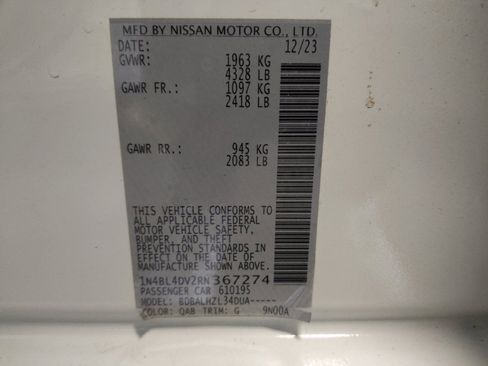 MFD BY NISSAN MOTOR CO., LTD.
DATE: 12/23
GVWR: 1963 KG
4328 LB
GAWR FR.: 1097 KG
2418 LB
GAWR RR.: 945 KG
2083 LB
THIS VEHICLE CONFORMS TO
ALL APPLICABLE FEDERAL
MOTOR VEHICLE SAFETY,
BUMPER, AND THEFT
PREVENTION STANDARDS IN
EFFECT ON THE DATE OF
MANUFACTURE SHOWN ABOVE.
1N4BL4DV2RN367274
PASSENGER CAR 610195
MODEL: BDBALHZL34DUA-----
COLOR: QAB TRIM: G 9N00A